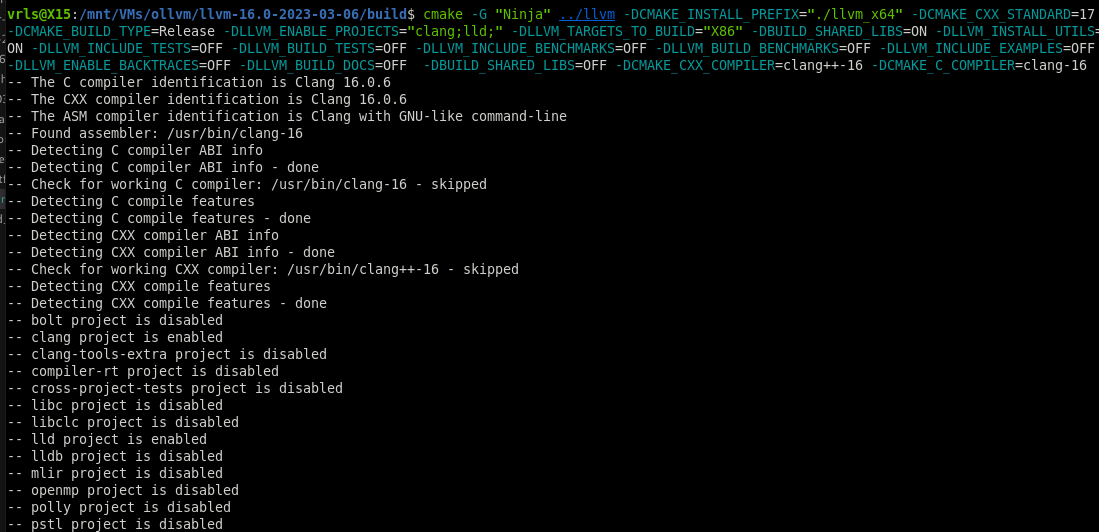 vrls@X15:/mnt/VMs/ollvm/llvm-16.0-2023-03-06/build$ cmake -G "Ninja" ../llvm -DCMAKE_INSTALL_PREFIX="./llvm_x64" -DCMAKE_CXX_STANDARD=17
-DCMAKE_BUILD_TYPE=Release -DLLVM_ENABLE_PROJECTS="clang;lld;" -DLLVM_TARGETS_TO_BUILD="X86" -DBUILD_SHARED_LIBS=ON -DLLVM_INSTALL_UTILS=
ON -DLLVM_INCLUDE_TESTS=OFF -DLLVM_BUILD_TESTS=OFF -DLLVM_INCLUDE_BENCHMARKS=OFF -DLLVM_BUILD_BENCHMARKS=OFF -DLLVM_INCLUDE_EXAMPLES=OFF
-DLLVM_ENABLE_BACKTRACES=OFF -DLLVM_BUILD_DOCS=OFF  -DBUILD_SHARED_LIBS=OFF -DCMAKE_CXX_COMPILER=clang++-16 -DCMAKE_C_COMPILER=clang-16
-- The C compiler identification is Clang 16.0.6
-- The CXX compiler identification is Clang 16.0.6
-- The ASM compiler identification is Clang with GNU-like command-line
-- Found assembler: /usr/bin/clang-16
-- Detecting C compiler ABI info
-- Detecting C compiler ABI info - done
-- Check for working C compiler: /usr/bin/clang-16 - skipped
-- Detecting C compile features
-- Detecting C compile features - done
-- Detecting CXX compiler ABI info
-- Detecting CXX compiler ABI info - done
-- Check for working CXX compiler: /usr/bin/clang++-16 - skipped
-- Detecting CXX compile features
-- Detecting CXX compile features - done
-- bolt project is disabled
-- clang project is enabled
-- clang-tools-extra project is disabled
-- compiler-rt project is disabled
-- cross-project-tests project is disabled
-- libc project is disabled
-- libclc project is disabled
-- lld project is enabled
-- lldb project is disabled
-- mlir project is disabled
-- openmp project is disabled
-- polly project is disabled
-- pstl project is disabled